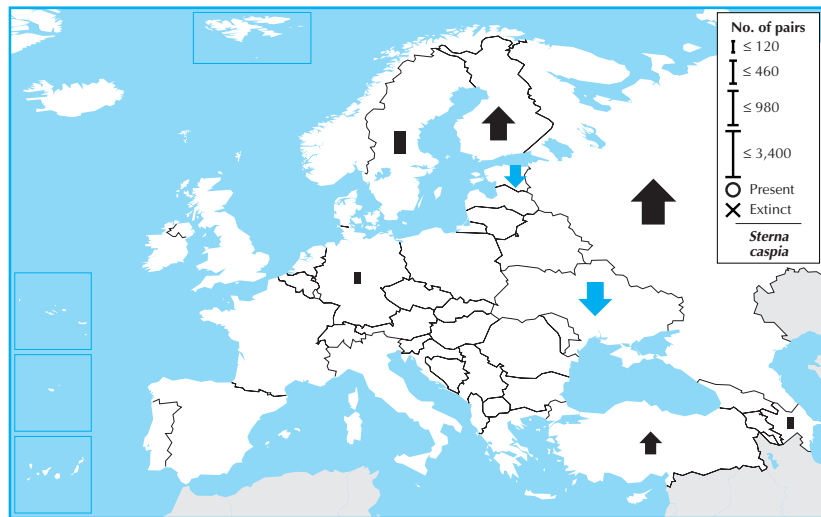 No. of pairs
≤ 120
≤ 460
≤ 980
≤ 3,400
Present
Extinct
Sterna
caspia